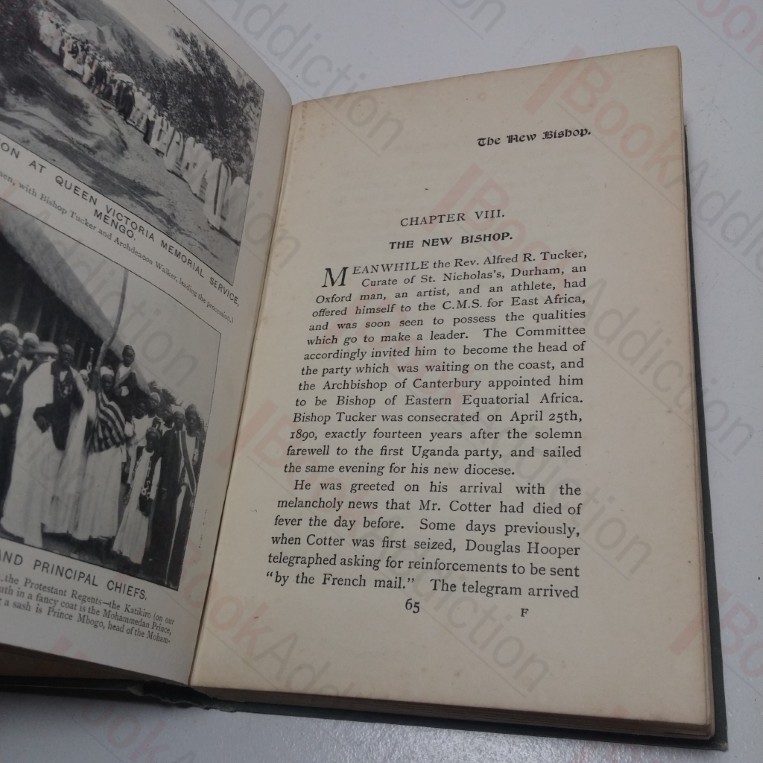 ON AT QUEEN VICTORIA MEMORIAL SERVICE,
MENGO.
with Bishop Tucker and Archdeacon Walker, leading the procession.)
AND PRINCIPAL CHIEFS.
the Protestant Regents—the Katikiro (on one
in a fancy coat is the Mohammedan Prince,
a sash is Prince Mbogo, head of the Moham-
The New Bishop.
CHAPTER VIII.
THE NEW BISHOP.
MEANWHILE the Rev. Alfred R. Tucker,
Curate of St. Nicholas's, Durham, an
Oxford man, an artist, and an athlete, had
offered himself to the C.M.S. for East Africa,
and was soon seen to possess the qualities
which go to make a leader. The Committee
accordingly invited him to become the head of
the party which was waiting on the coast, and
the Archbishop of Canterbury appointed him
to be Bishop of Eastern Equatorial Africa.
Bishop Tucker was consecrated on April 25th,
1890, exactly fourteen years after the solemn
farewell to the first Uganda party, and sailed
the same evening for his new diocese.
He was greeted on his arrival with the
melancholy news that Mr. Cotter had died of
fever the day before. Some days previously,
when Cotter was first seized, Douglas Hooper
telegraphed asking for reinforcements to be sent
"by the French mail." The telegram arrived
65
F
BookAddiction